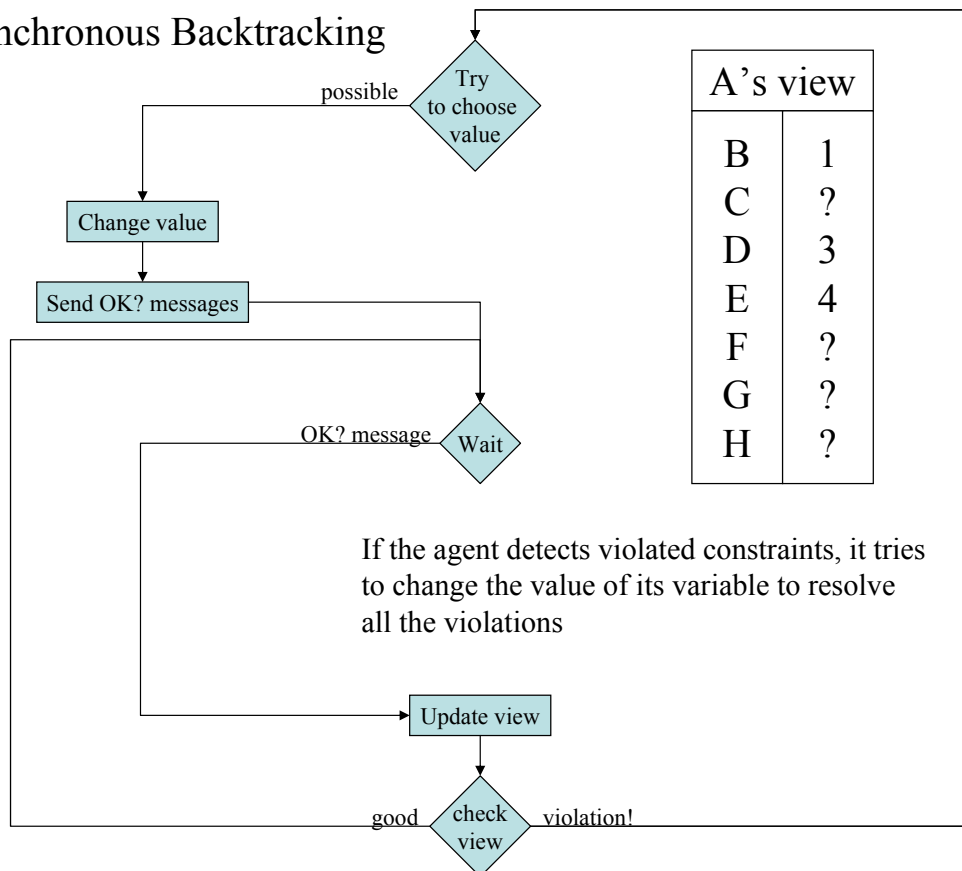 nchronous Backtracking
Try
to choose
value
possible
A's view
B 1
C ?
D 3
E 4
F ?
G ?
H ?
Change value
Send OK? messages
OK? message
Wait
If the agent detects violated constraints, it tries
to change the value of its variable to resolve
all the violations
Update view
good
check
view
violation!